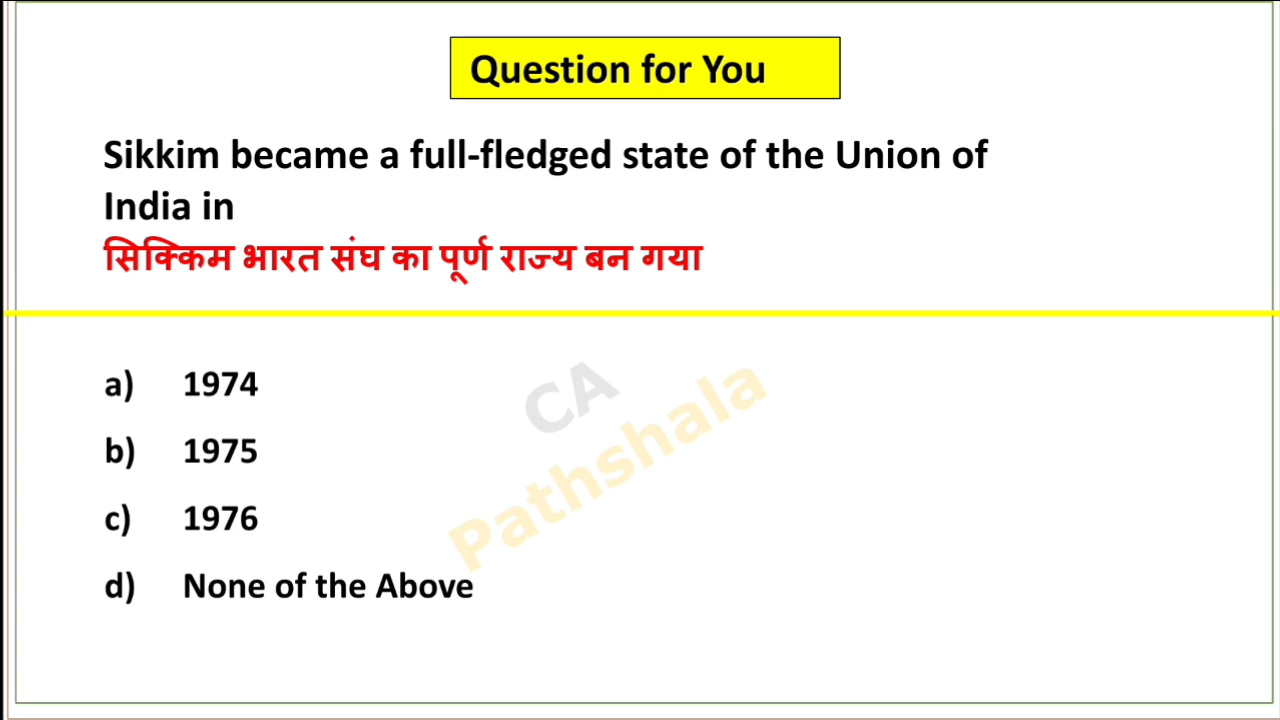 Question for You
Sikkim became a full-fledged state of the Union of
India in
सिक्किम भारत संघ का पूर्ण राज्य बन गया
a) 1974
b) 1975
c) 1976
d) None of the Above
CA
Pathshala